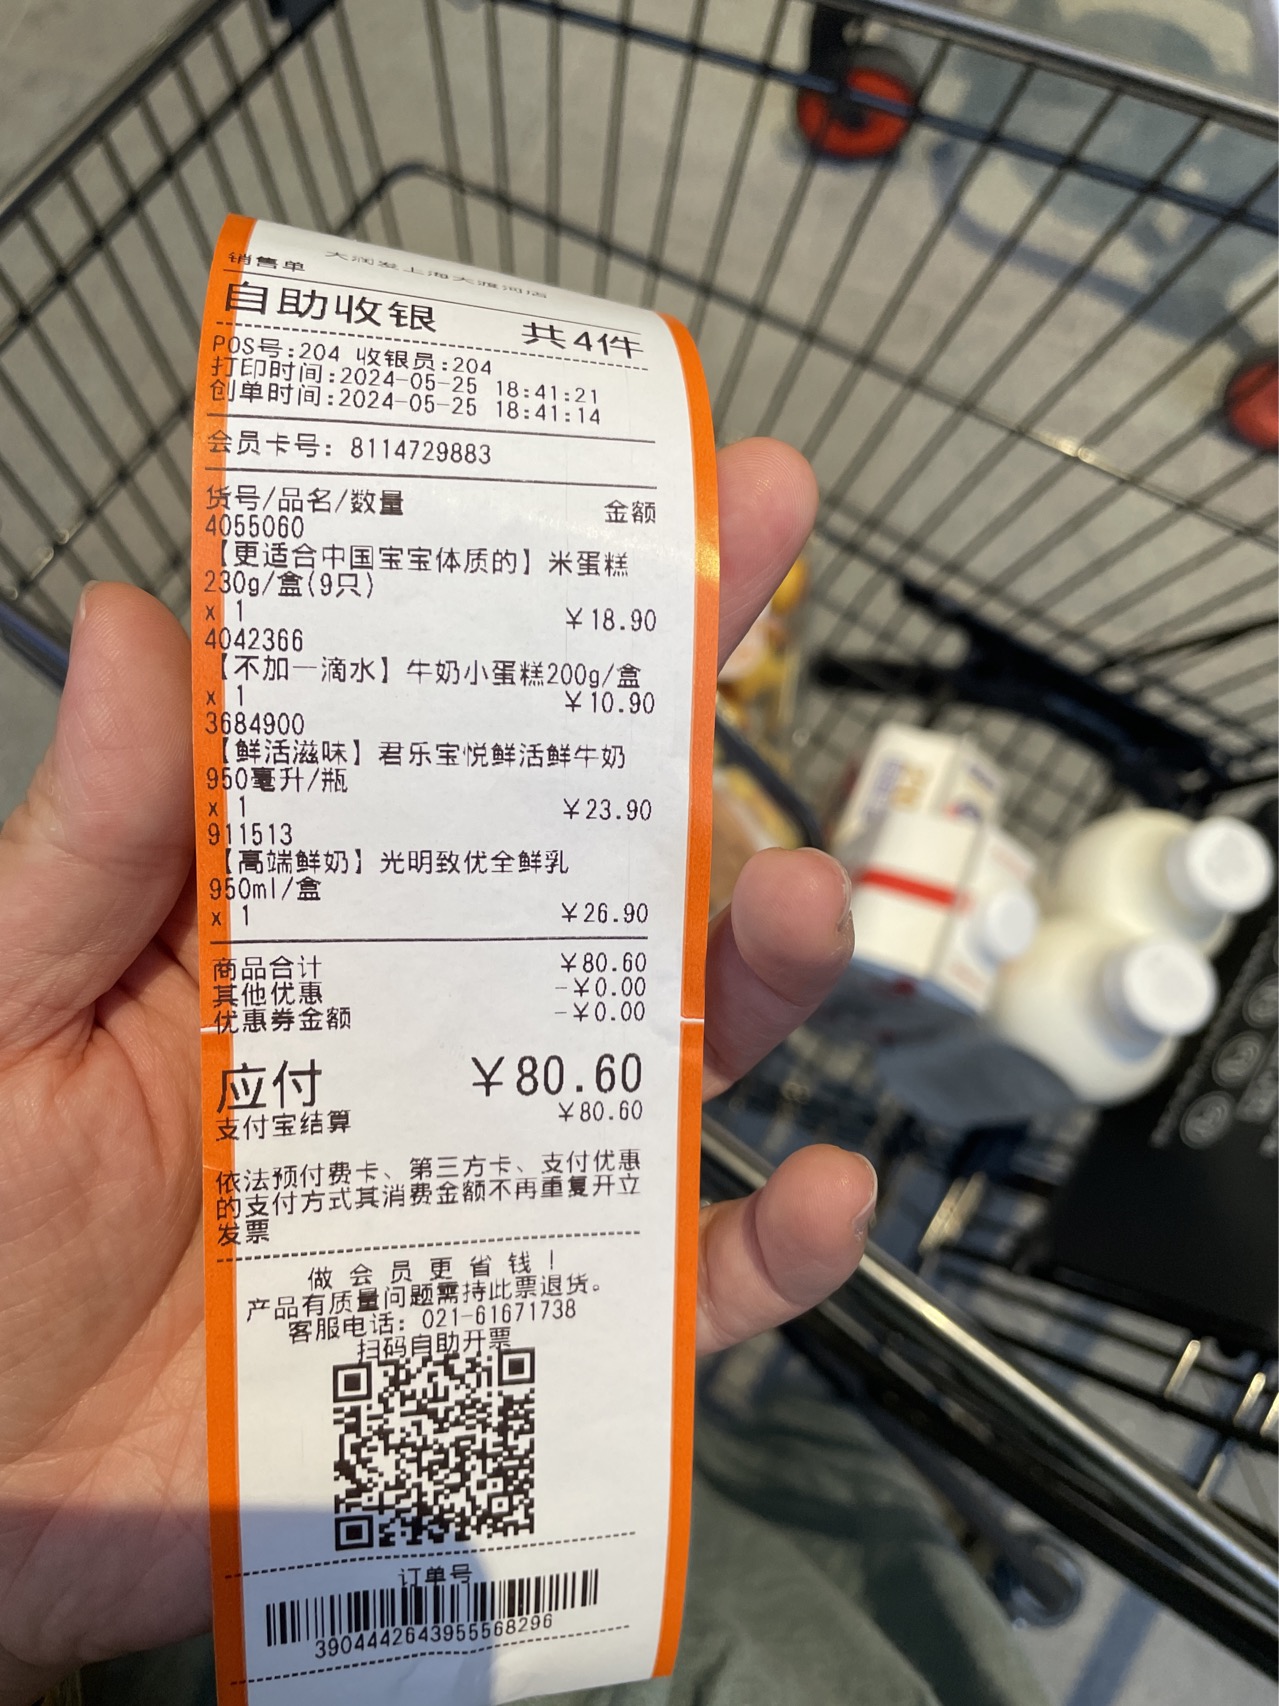 大润发上海大渡河店
销售单
自助收银 共4件
POS号:204 收银员:204
打印时间:2024-05-25 18:41:21
创单时间:2024-05-25 18:41:14
会员卡号: 8114729883
货号/品名/数量 金额
4055060
【更适合中国宝宝体质的】米蛋糕
230g/盒(9只)
x 1 ￥18.90
4042366
【不加一滴水】牛奶小蛋糕200g/盒
x 1 ￥10.90
3684900
【鲜活滋味】君乐宝悦鲜活鲜牛奶
950毫升/瓶
x 1 ￥23.90
911513
【高端鲜奶】光明致优全鲜乳
950ml/盒
x 1 ￥26.90
商品合计 ￥80.60
其他优惠 -￥0.00
优惠券金额 -￥0.00
应付 ￥80.60
支付宝结算 ￥80.60
依法预付费卡、第三方卡、支付优惠
的支付方式其消费金额不再重复开立
发票
做会员更省钱!
产品有质量问题需持此票退货。
客服电话: 021-61671738
扫码自助开票
订单号
3904442643955568296